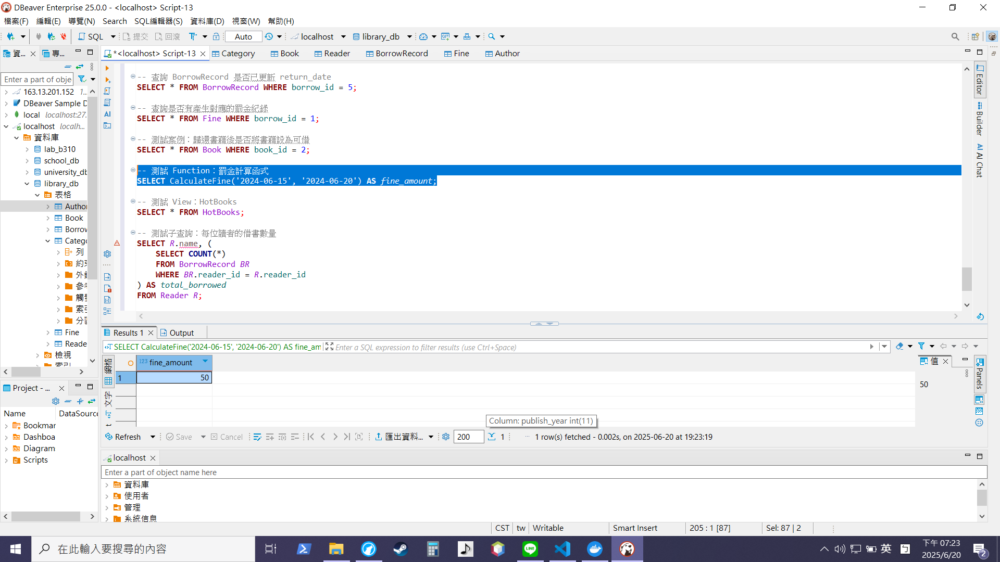 DBeaver Enterprise 25.0.0 - <localhost> Script-13
檔案(F) 編輯(E) 導覽(N) Search SQL編輯器(S) 資料庫(D) 視窗(W) 幫助(H)
SQL 提交 回滾 Auto localhost library_db
資... 專...
*<localhost> Script-13 Category Book Reader BorrowRecord Fine Author
Enter a part of obje
163.13.201.152 1...
DBeaver Sample D
local localhost:27.
localhost localh...
資料庫
lab_b310
school_db
university_db
library_db
表格
Author
Book
Borrow
Catego
列
約束
外鍵
參考
觸發
索引
分區
Fine
Reade
檢視
索引
-- 查詢 BorrowRecord 是否已更新 return_date
SELECT * FROM BorrowRecord WHERE borrow_id = 5;
-- 查詢是否有產生對應的罰金紀錄
SELECT * FROM Fine WHERE borrow_id = 1;
-- 測試案例：歸還書籍後是否將書籍設為可借
SELECT * FROM Book WHERE book_id = 2;
-- 測試 Function：罰金計算函式
SELECT CalculateFine('2024-06-15', '2024-06-20') AS fine_amount;
-- 測試 View：HotBooks
SELECT * FROM HotBooks;
-- 測試子查詢：每位讀者的借書數量
SELECT R.name, (
SELECT COUNT(*)
FROM BorrowRecord BR
WHERE BR.reader_id = R.reader_id
) AS total_borrowed
FROM Reader R;
AI
Editor
Builder
AI AI Chat
Results 1 Output
SELECT CalculateFine('2024-06-15', '2024-06-20') AS fine_am Enter a SQL expression to filter results (use Ctrl+Space)
網格
文字
123 fine_amount
1 50
值
50
Panels
Column: publish_year int(11)
Refresh Save Cancel 匯出資料... 200 1 ... 1 row(s) fetched - 0.002s, on 2025-06-20 at 19:23:19
Project - ...
Name DataSource
Bookmar
Dashboa
Diagram
Scripts
localhost
Enter a part of object name here
資料庫
使用者
管理
系統信息
CST tw Writable Smart Insert 205 : 1 [87] Sel: 87 | 2
在此輸入要搜尋的內容
LINE
英
下午 07:23
2025/6/20
2